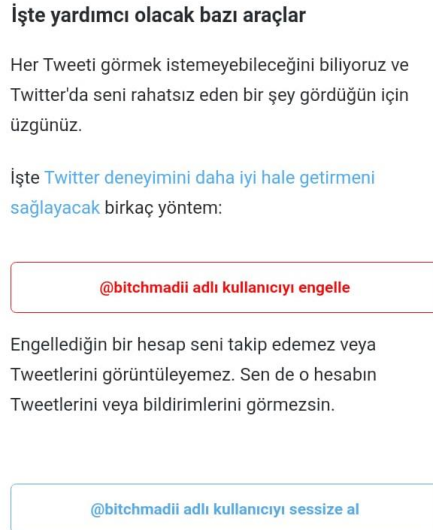 İşte yardımcı olacak bazı araçlar
Her Tweeti görmek istemeyebileceğini biliyoruz ve
Twitter'da seni rahatsız eden bir şey gördüğün için
üzgünüz.
İşte Twitter deneyimini daha iyi hale getirmeni
sağlayacak birkaç yöntem:
@bitchmadii adlı kullanıcıyı engelle
Engellediğin bir hesap seni takip edemez veya
Tweetlerini görüntüleyemez. Sen de o hesabın
Tweetlerini veya bildirimlerini görmezsin.
@bitchmadii adlı kullanıcıyı sessize al